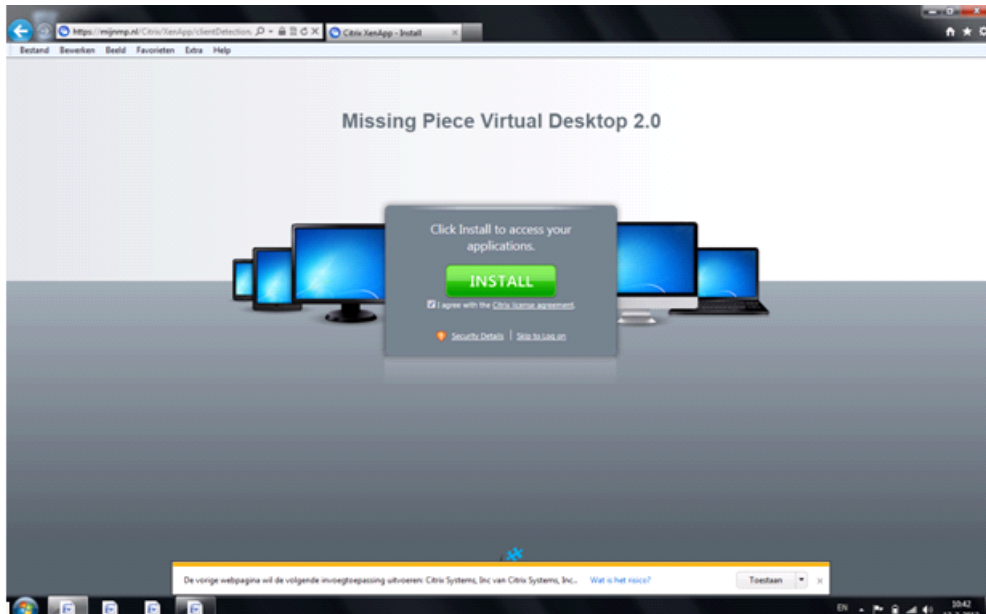 https://mijnmp.nl/Citrix/XenApp/clientDetection
Citrix XenApp - Install
Bestand Bewerken Beeld Favorieten Extra Help
Missing Piece Virtual Desktop 2.0
Click Install to access your
applications.
INSTALL
I agree with the Citrix license agreement.
Security Details | Skip to Log on
De vorige webpagina wil de volgende invoegtoepassing uitvoeren: Citrix Systems, Inc van Citrix Systems, Inc.. Wat is het risico? Toestaan
EN 10:42